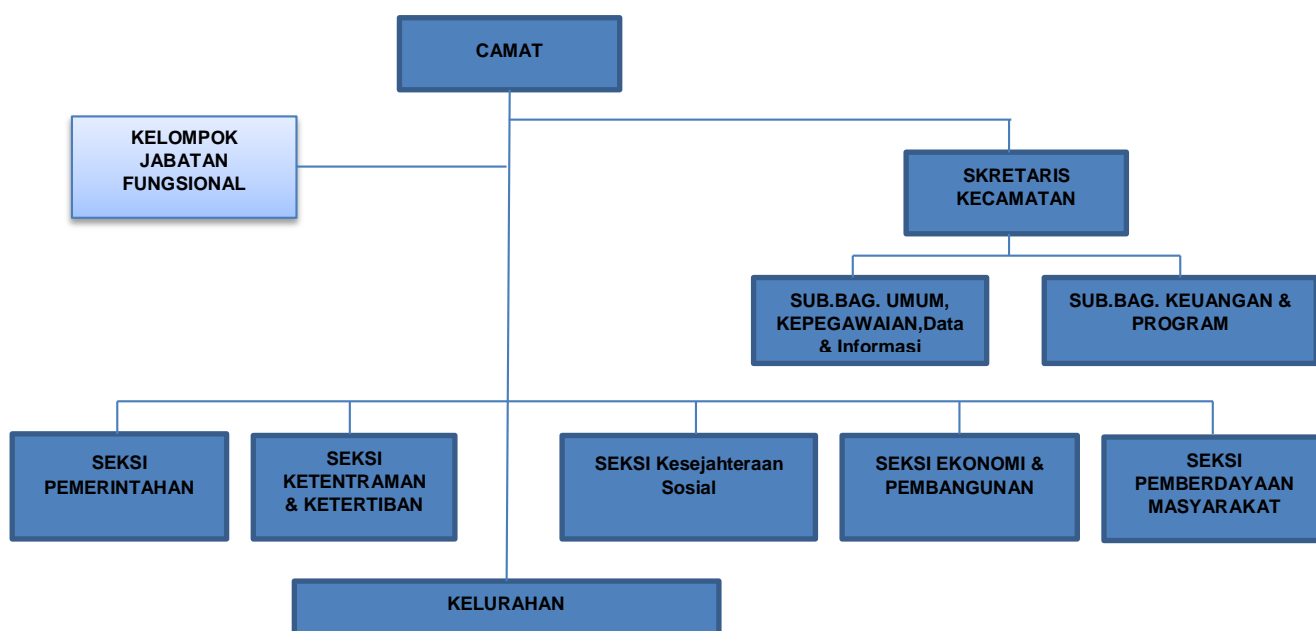 CAMAT
KELOMPOK
JABATAN
FUNGSIONAL
SKRETARIS
KECAMATAN
SUB.BAG. UMUM,
KEPEGAWAIAN,Data
& Informasi
SUB.BAG. KEUANGAN &
PROGRAM
SEKSI
PEMERINTAHAN
SEKSI
KETENTRAMAN
& KETERTIBAN
SEKSI Kesejahteraan
Sosial
SEKSI EKONOMI &
PEMBANGUNAN
SEKSI
PEMBERDAYAAN
MASYARAKAT
KELURAHAN